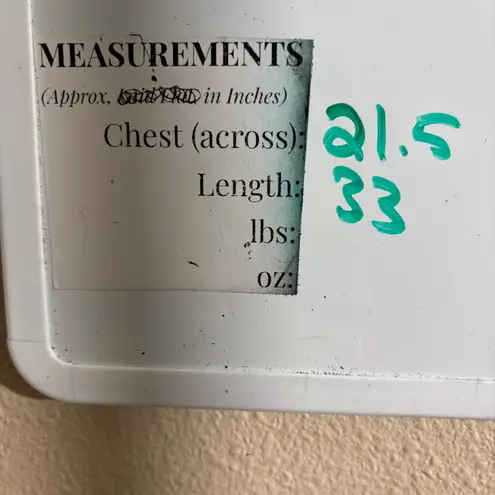 MEASUREMENTS
(Approx, in Inches)
Chest (across): 21.5
Length: 33
lbs:
oz: